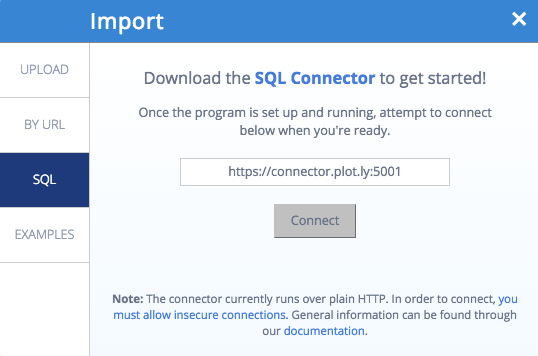 Import
×
UPLOAD
BY URL
SQL
EXAMPLES
Download the SQL Connector to get started!
Once the program is set up and running, attempt to connect
below when you're ready.
https://connector.plot.ly:5001
Connect
Note: The connector currently runs over plain HTTP. In order to connect, you
must allow insecure connections. General information can be found through
our documentation.